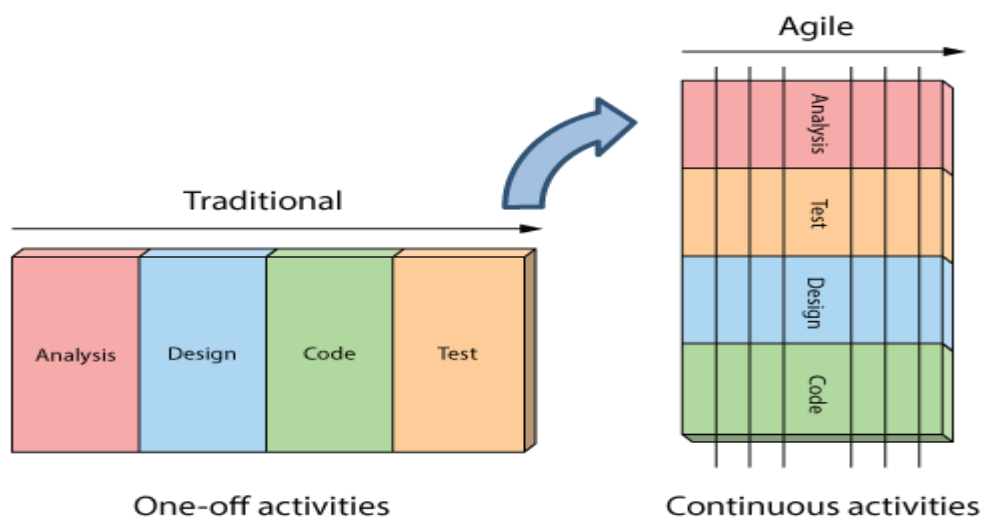 Agile
Analysis
Test
Design
Code
Continuous activities
Traditional
Analysis
Design
Code
Test
One-off activities